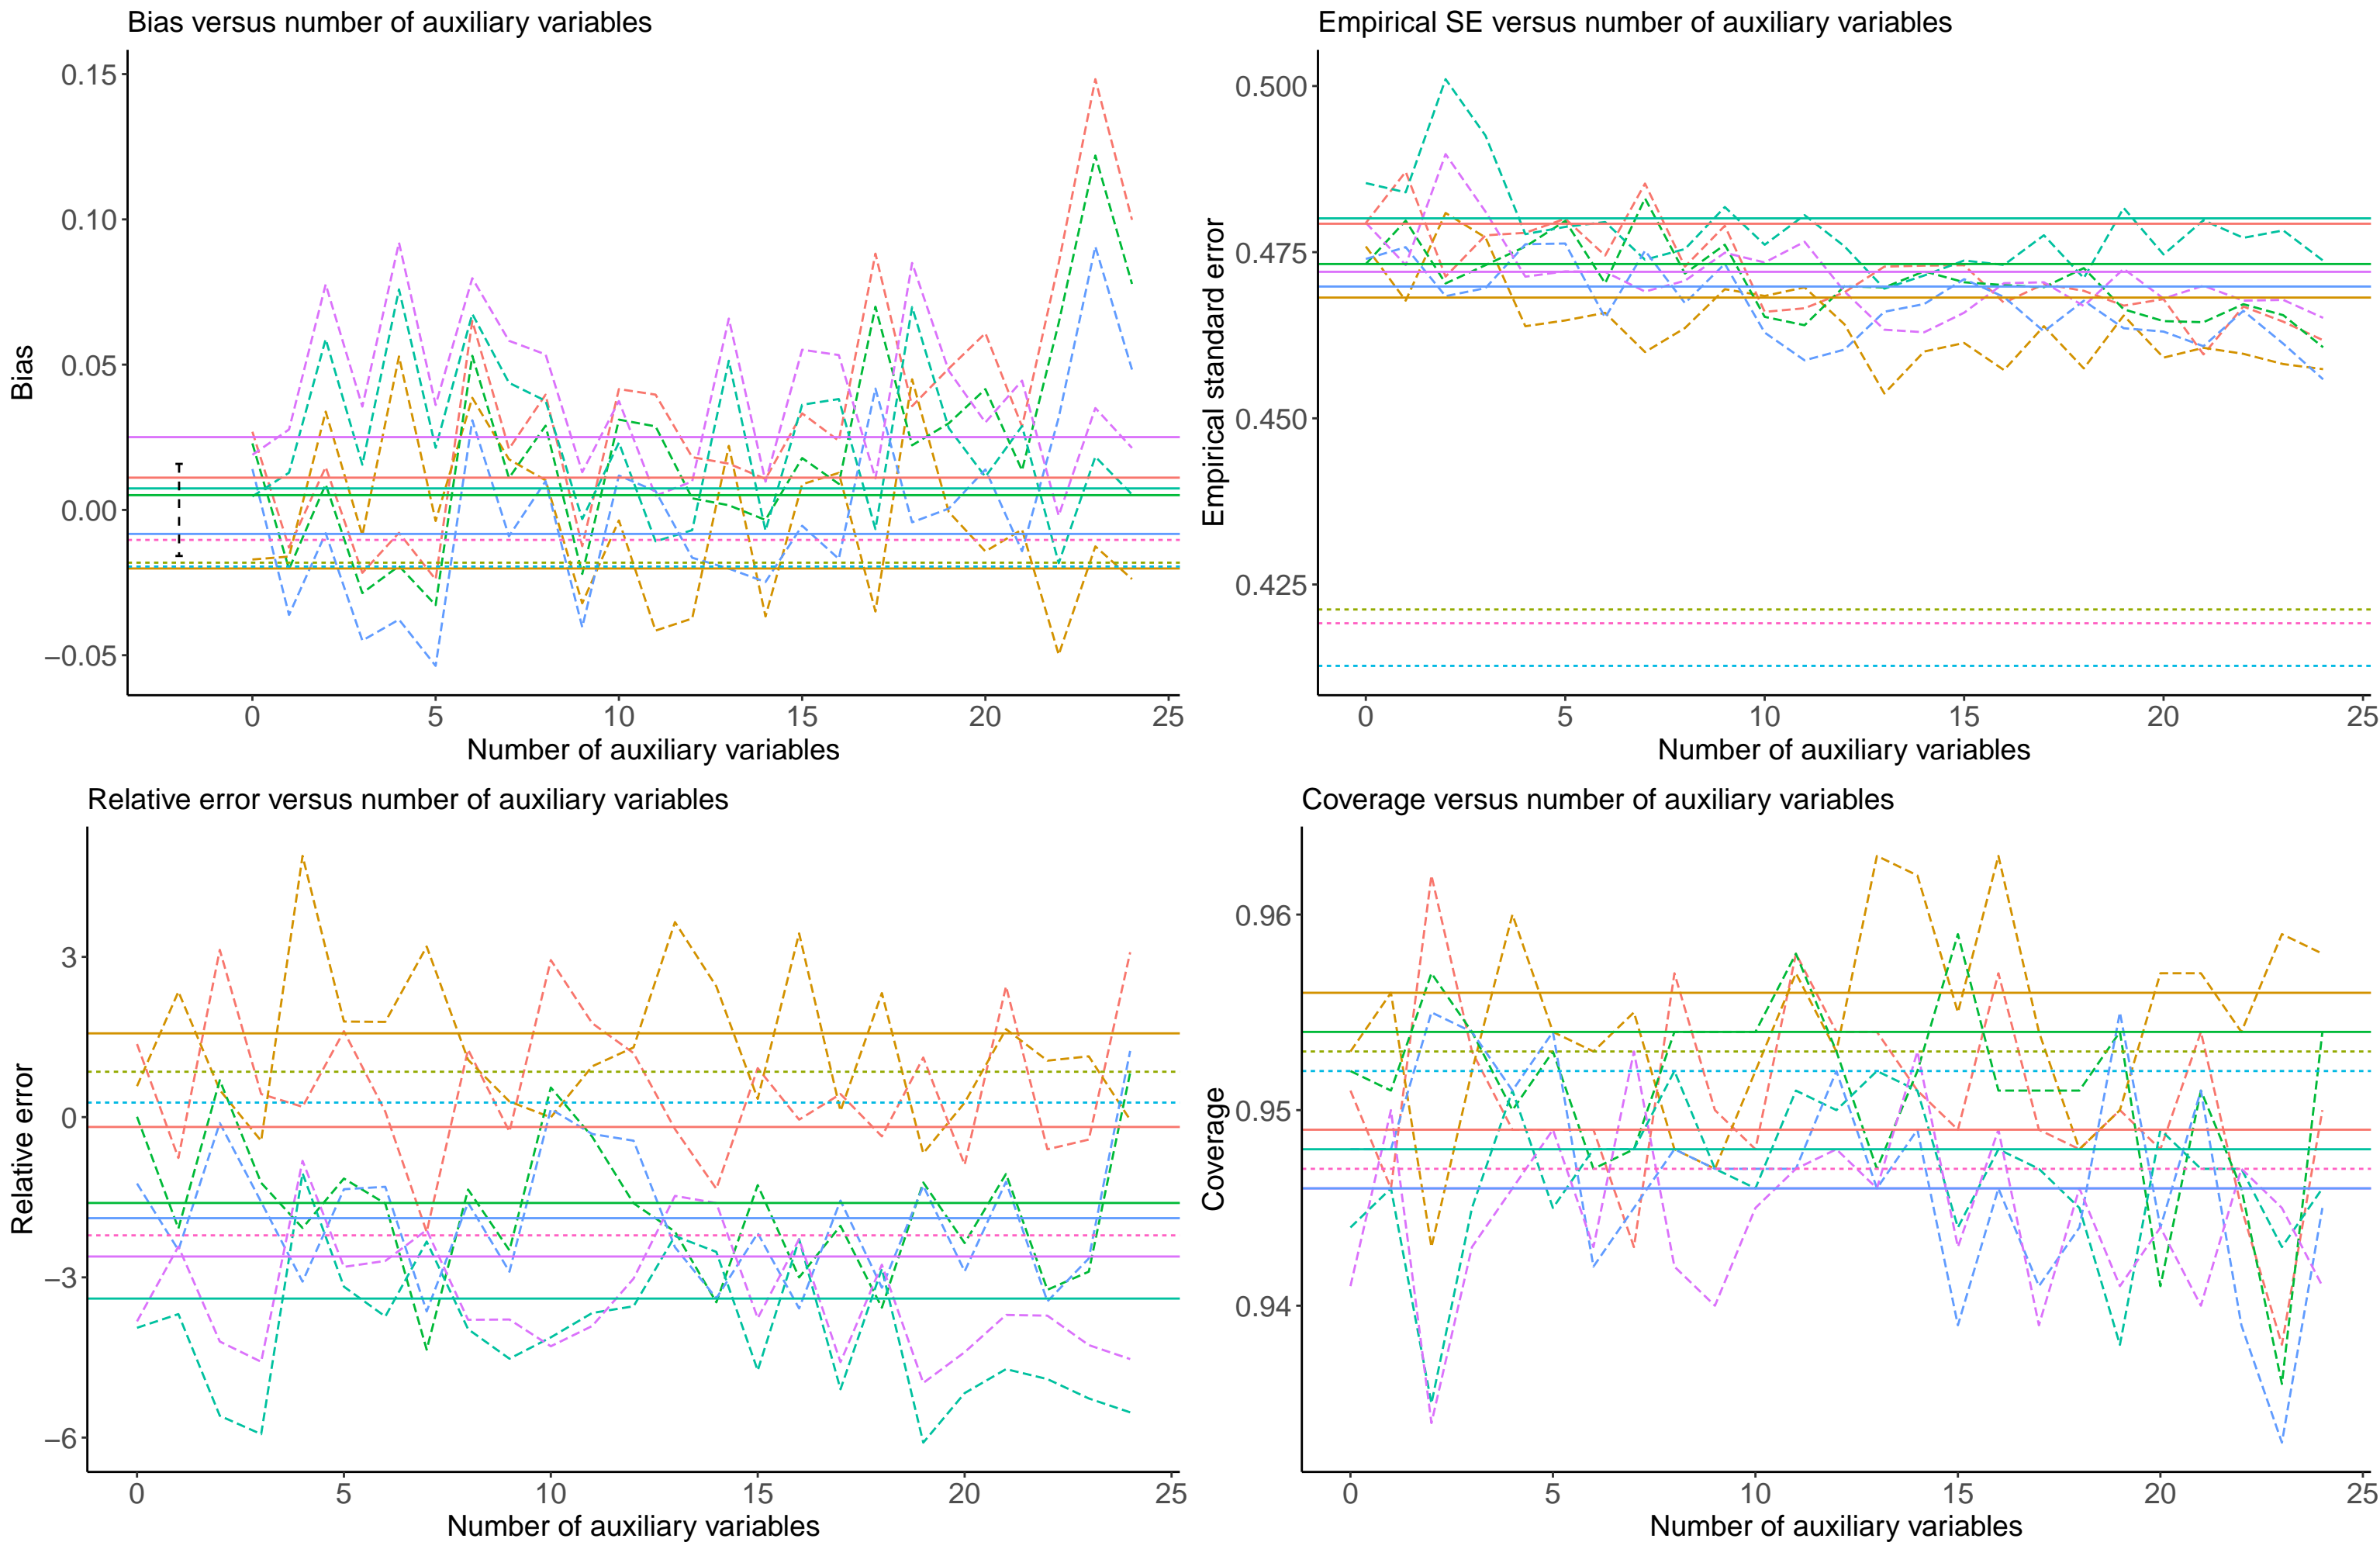 Bias versus number of auxiliary variables
0.15
0.10
0.05
0.00
−0.05
Bias
0 5 10 15 20 25
Number of auxiliary variables
Empirical SE versus number of auxiliary variables
0.500
0.475
0.450
0.425
Empirical standard error
0 5 10 15 20 25
Number of auxiliary variables
Relative error versus number of auxiliary variables
3
0
−3
−6
Relative error
0 5 10 15 20 25
Number of auxiliary variables
Coverage versus number of auxiliary variables
0.96
0.95
0.94
Coverage
0 5 10 15 20 25
Number of auxiliary variables